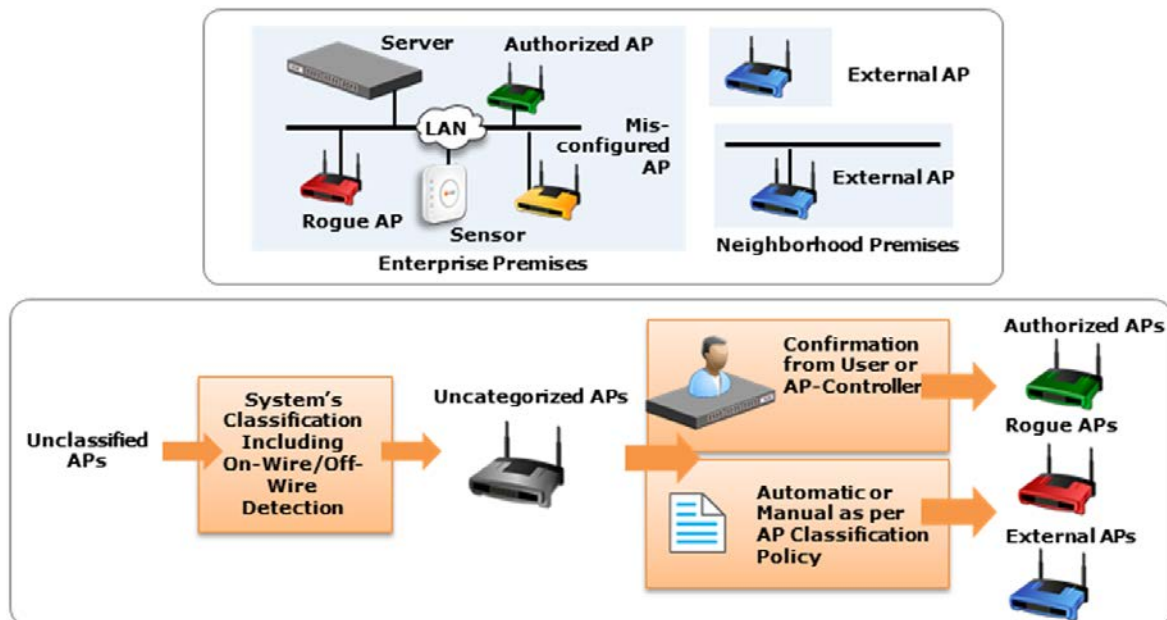 Server
Authorized AP
LAN
Mis-
configured
AP
Rogue AP
Sensor
Enterprise Premises
External AP
External AP
Neighborhood Premises
Unclassified
APs
System's
Classification
Including
On-Wire/Off-
Wire
Detection
Uncategorized APs
Confirmation
from User or
AP-Controller
Automatic or
Manual as per
AP Classification
Policy
Authorized APs
Rogue APs
External APs